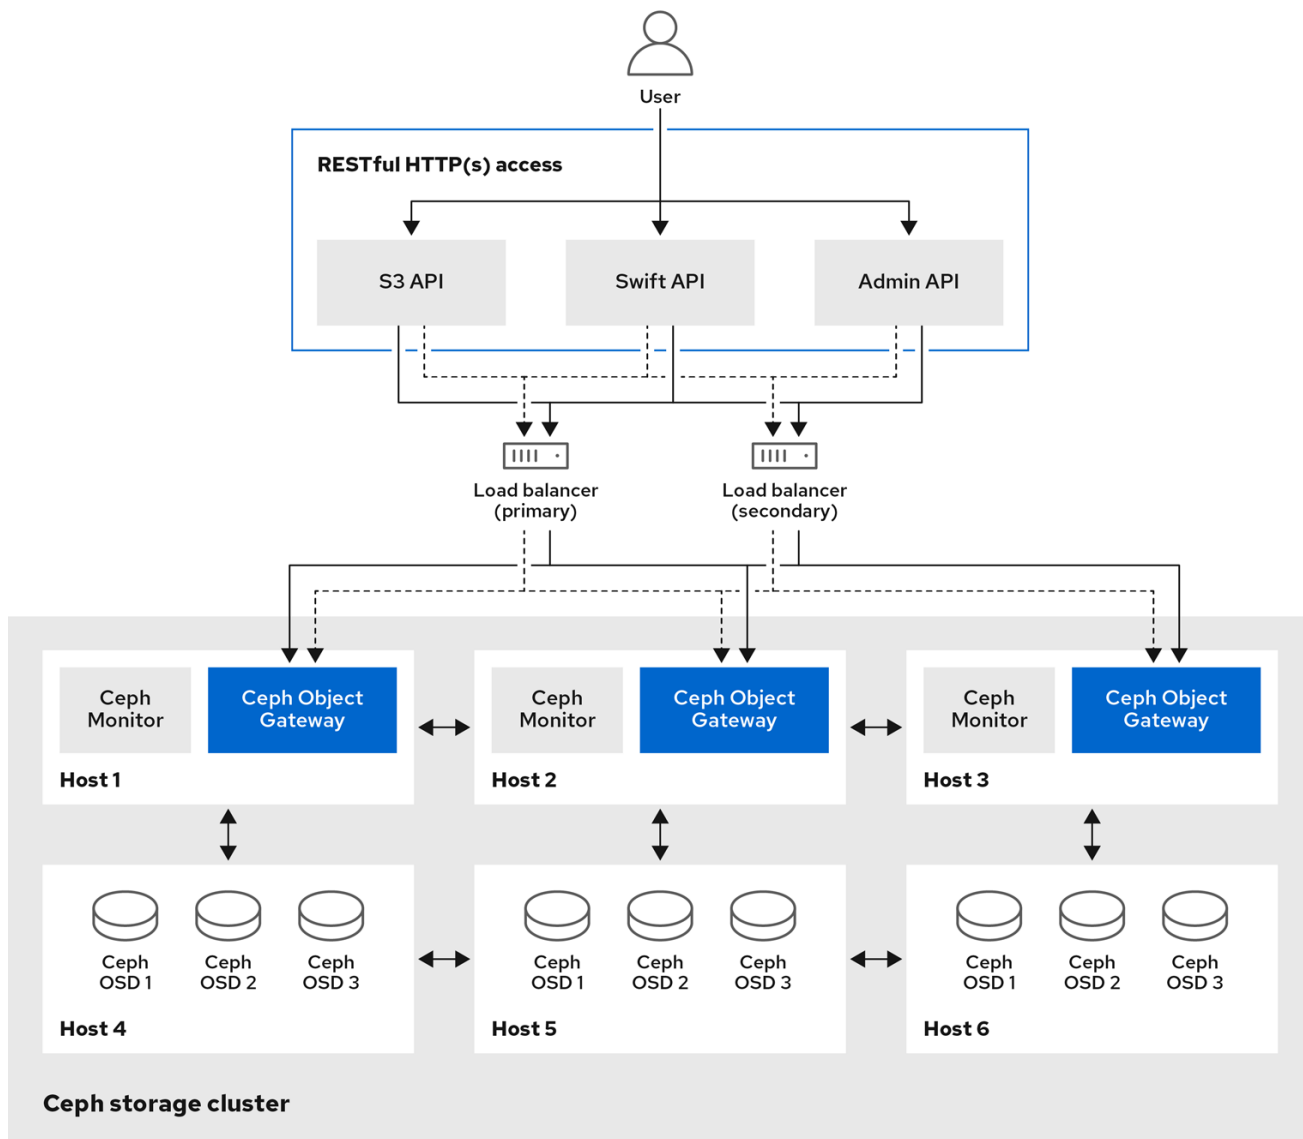 User
RESTful HTTP(s) access
S3 API
Swift API
Admin API
Load balancer
(primary)
Load balancer
(secondary)
Ceph
Monitor
Ceph Object
Gateway
Host 1
Ceph
Monitor
Ceph Object
Gateway
Host 2
Ceph
Monitor
Ceph Object
Gateway
Host 3
Ceph
OSD 1
Ceph
OSD 2
Ceph
OSD 3
Host 4
Ceph
OSD 1
Ceph
OSD 2
Ceph
OSD 3
Host 5
Ceph
OSD 1
Ceph
OSD 2
Ceph
OSD 3
Host 6
Ceph storage cluster